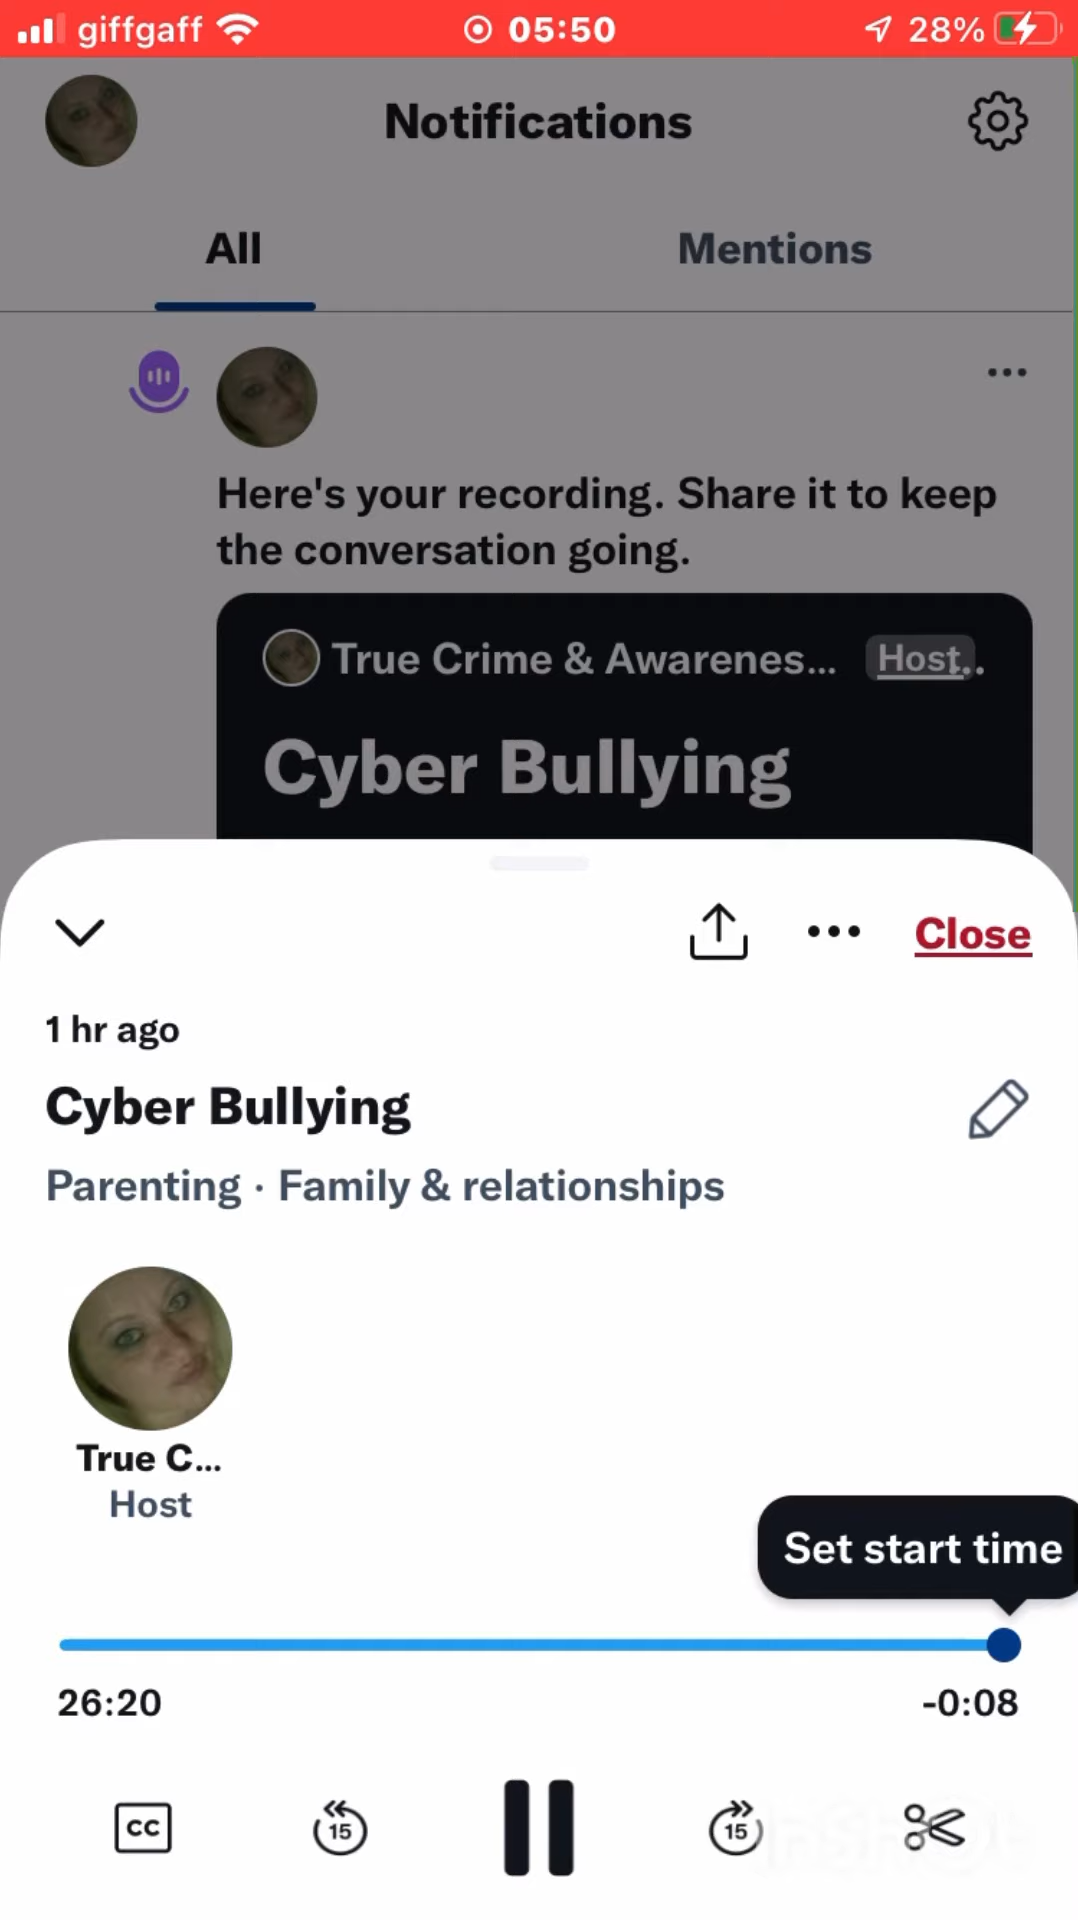 giffgaff 05:50 28%
Notifications
All Mentions
Here's your recording. Share it to keep
the conversation going.
True Crime & Awarenes... Host..
Cyber Bullying
Close
1 hr ago
Cyber Bullying
Parenting · Family & relationships
True C...
Host
Set start time
26:20 -0:08
CC 15 15